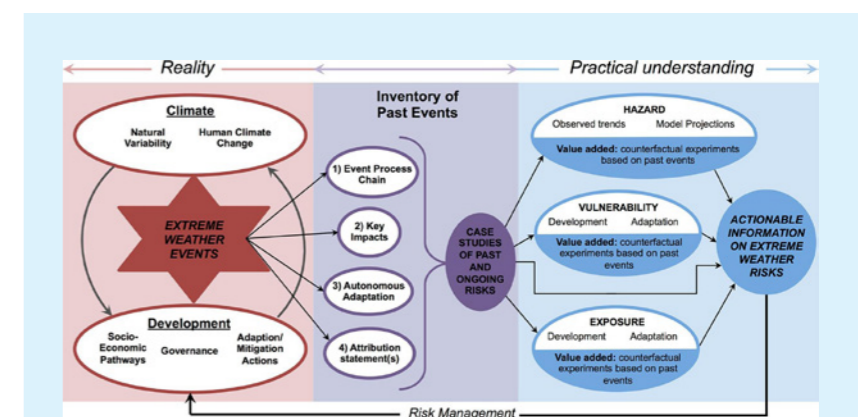 Reality
Practical understanding
Climate
Natural
Variability
Human Climate
Change
EXTREME
WEATHER
EVENTS
Development
Socio-
Economic
Pathways
Governance
Adaption/
Mitigation
Actions
Inventory of
Past Events
1) Event Process
Chain
2) Key
Impacts
3) Autonomous
Adaptation
4) Attribution
statement(s)
CASE
STUDIES
OF PAST
AND
ONGOING
RISKS
HAZARD
Observed trends
Model Projections
Value added: counterfactual experiments
based on past events
VULNERABILITY
Development
Adaptation
Value added: counterfactual
experiments based on past
events
EXPOSURE
Development
Adaptation
Value added: counterfactual
experiments based on past
events
ACTIONABLE
INFORMATION
ON EXTREME
WEATHER
RISKS
Risk Management